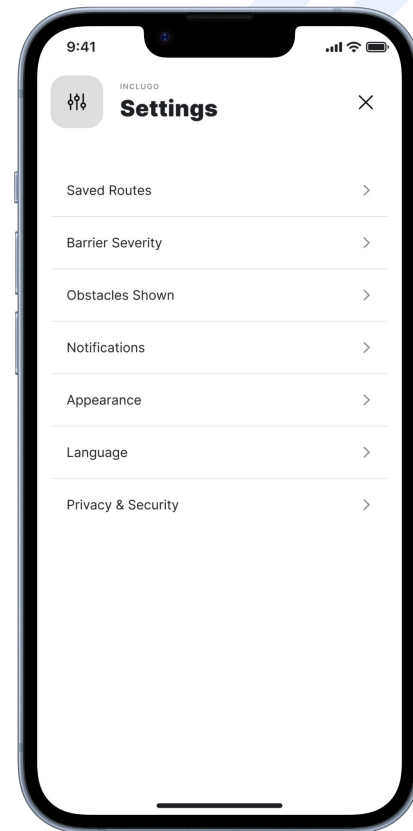 9:41
INCLUGO
Settings
Saved Routes
Barrier Severity
Obstacles Shown
Notifications
Appearance
Language
Privacy & Security